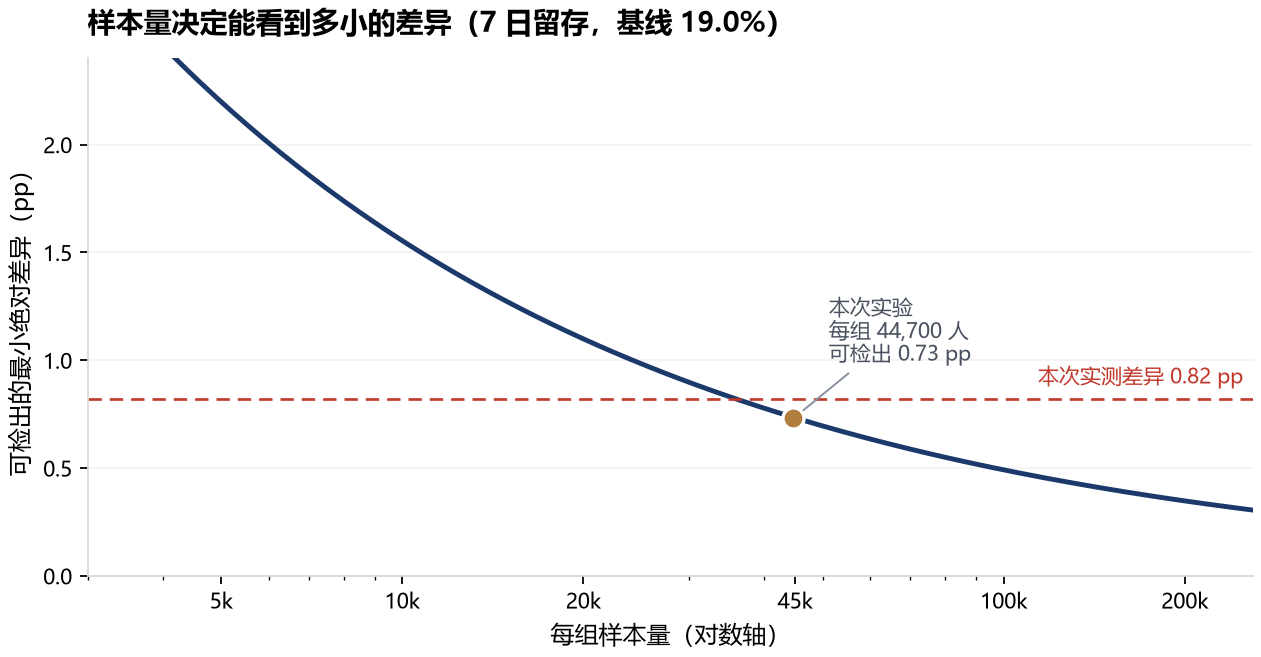 样本量决定能看到多小的差异（7 日留存，基线 19.0%）
可检出的最小绝对差异（pp）
2.0
1.5
1.0
0.5
0.0
本次实验
每组 44,700 人
可检出 0.73 pp
本次实测差异 0.82 pp
5k
10k
20k
45k
100k
200k
每组样本量（对数轴）